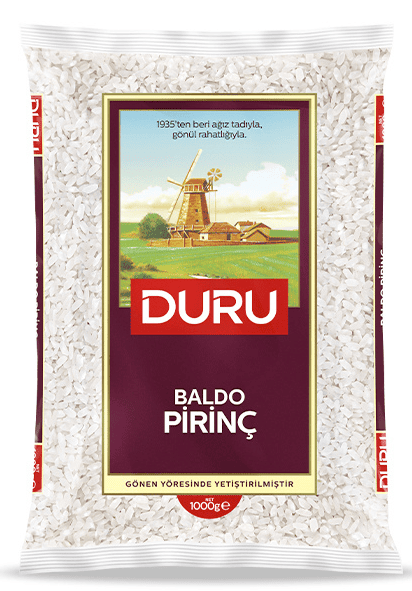 1935'ten beri ağız tadıyla,
gönül rahatlığıyla.
DURU
BALDO
PİRİNÇ
GÖNEN YÖRESİNDE YETİŞTİRİLMİŞTİR
NET
1000g℮
DURU
BALDO PİRİNÇ